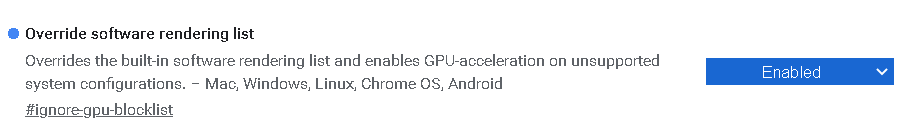 Override software rendering list
Overrides the built-in software rendering list and enables GPU-acceleration on unsupported
system configurations. – Mac, Windows, Linux, Chrome OS, Android
Enabled
#ignore-gpu-blocklist